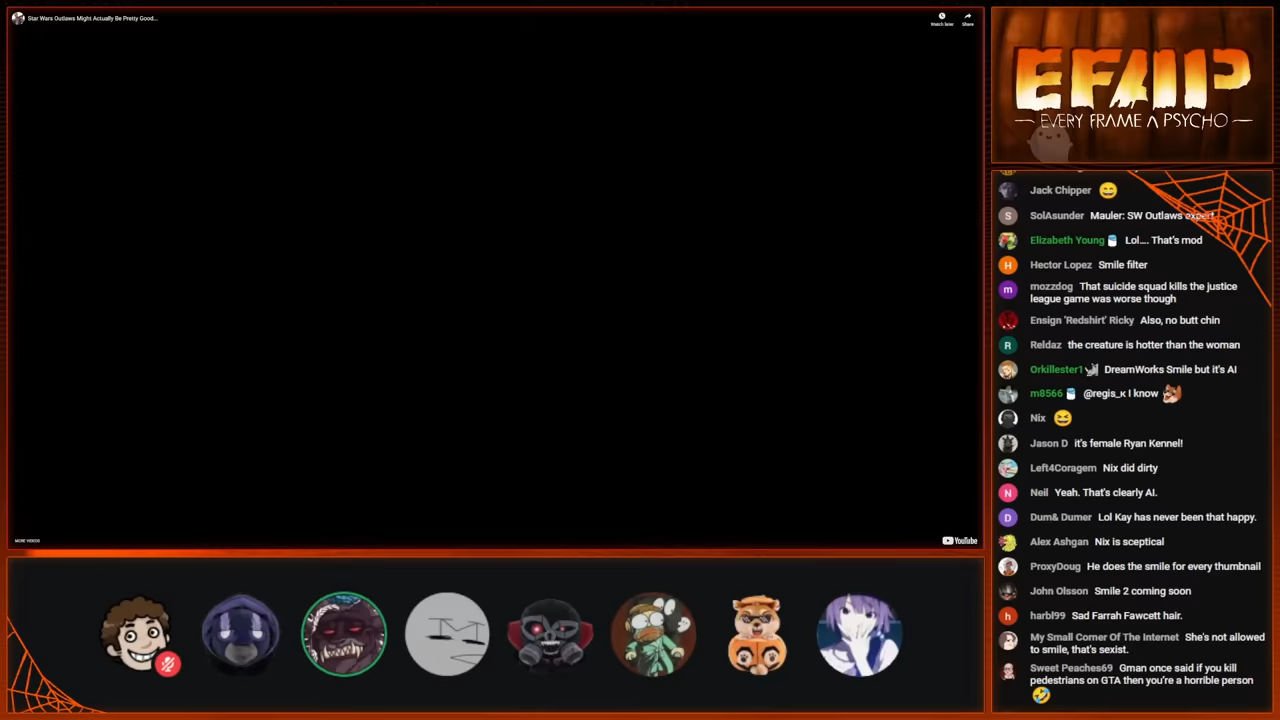 Star Wars Outlaws Might Actually Be Pretty Good...
Watch later
Share
MORE VIDEOS
YouTube
EFAP
EVERY FRAME A PSYCHO
Jack Chipper 😄
S SolAsunder Mauler: SW Outlaws expert
Elizabeth Young Lol.... That's mod
H Hector Lopez Smile filter
m mozzdog That suicide squad kills the justice
league game was worse though
Ensign 'Redshirt' Ricky Also, no butt chin
R Reldaz the creature is hotter than the woman
Orkillester1 DreamWorks Smile but it's AI
m8566 @regis_к I know
Nix 😆
Jason D it's female Ryan Kennel!
Left4Coragem Nix did dirty
N Neil Yeah. That's clearly AI.
D Dum& Dumer Lol Kay has never been that happy.
Alex Ashgan Nix is sceptical
ProxyDoug He does the smile for every thumbnail
John Olsson Smile 2 coming soon
h harbl99 Sad Farrah Fawcett hair.
My Small Corner Of The Internet She's not allowed
to smile, that's sexist.
Sweet Peaches69 Gman once said if you kill
pedestrians on GTA then you're a horrible person
🤣